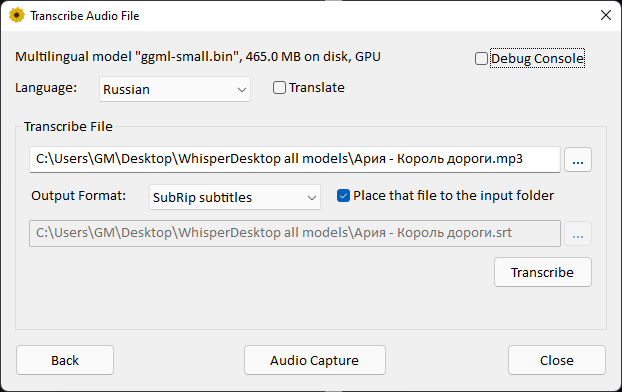 Transcribe Audio File
Multilingual model "ggml-small.bin", 465.0 MB on disk, GPU
Debug Console
Language: Russian Translate
Transcribe File
C:\Users\GM\Desktop\WhisperDesktop all models\Ария - Король дороги.mp3 ...
Output Format: SubRip subtitles Place that file to the input folder
C:\Users\GM\Desktop\WhisperDesktop all models\Ария - Король дороги.srt ...
Transcribe
Back Audio Capture Close